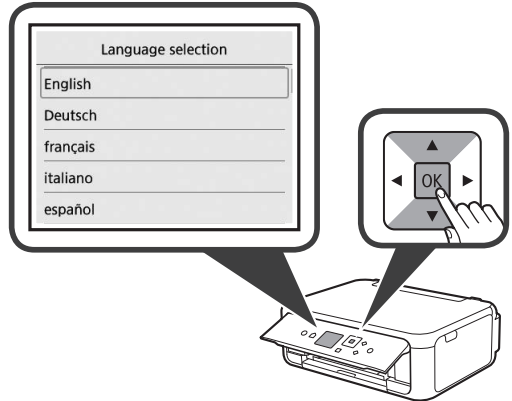 Language selection
English
Deutsch
français
italiano
español
OK